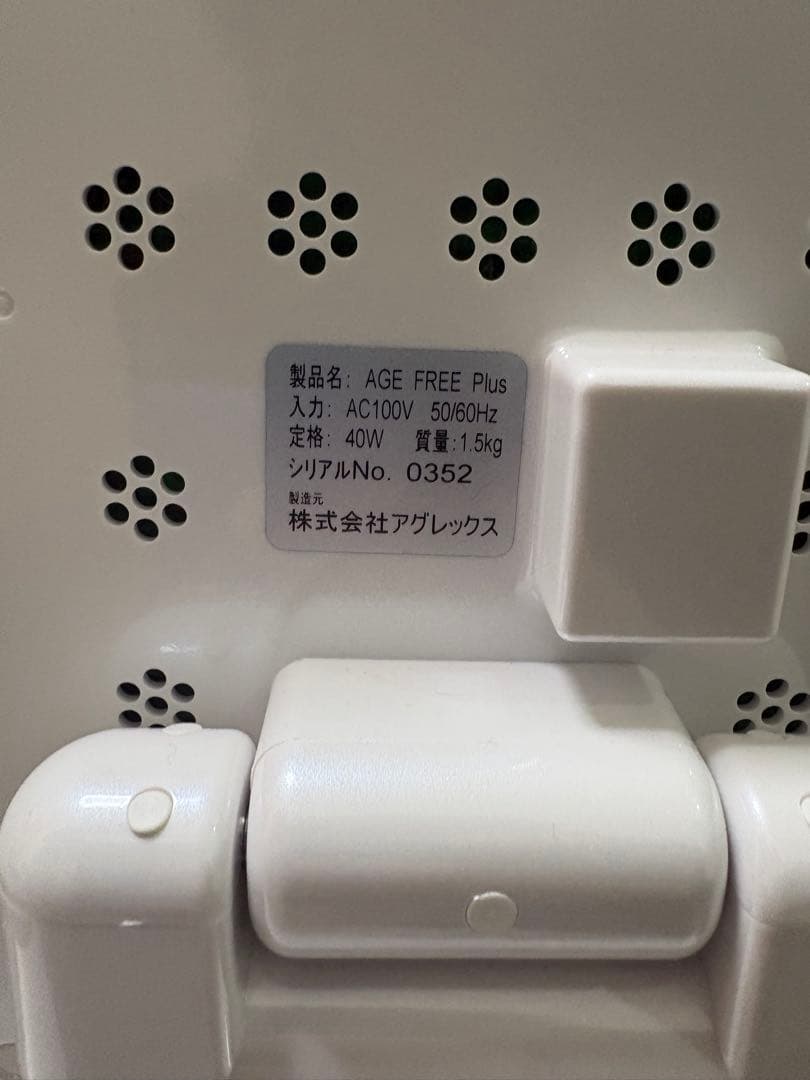 製品名: AGE FREE Plus
入力: AC100V 50/60Hz
定格: 40W 質量:1.5kg
シリアルNo. 0352
製造元
株式会社アグレックス